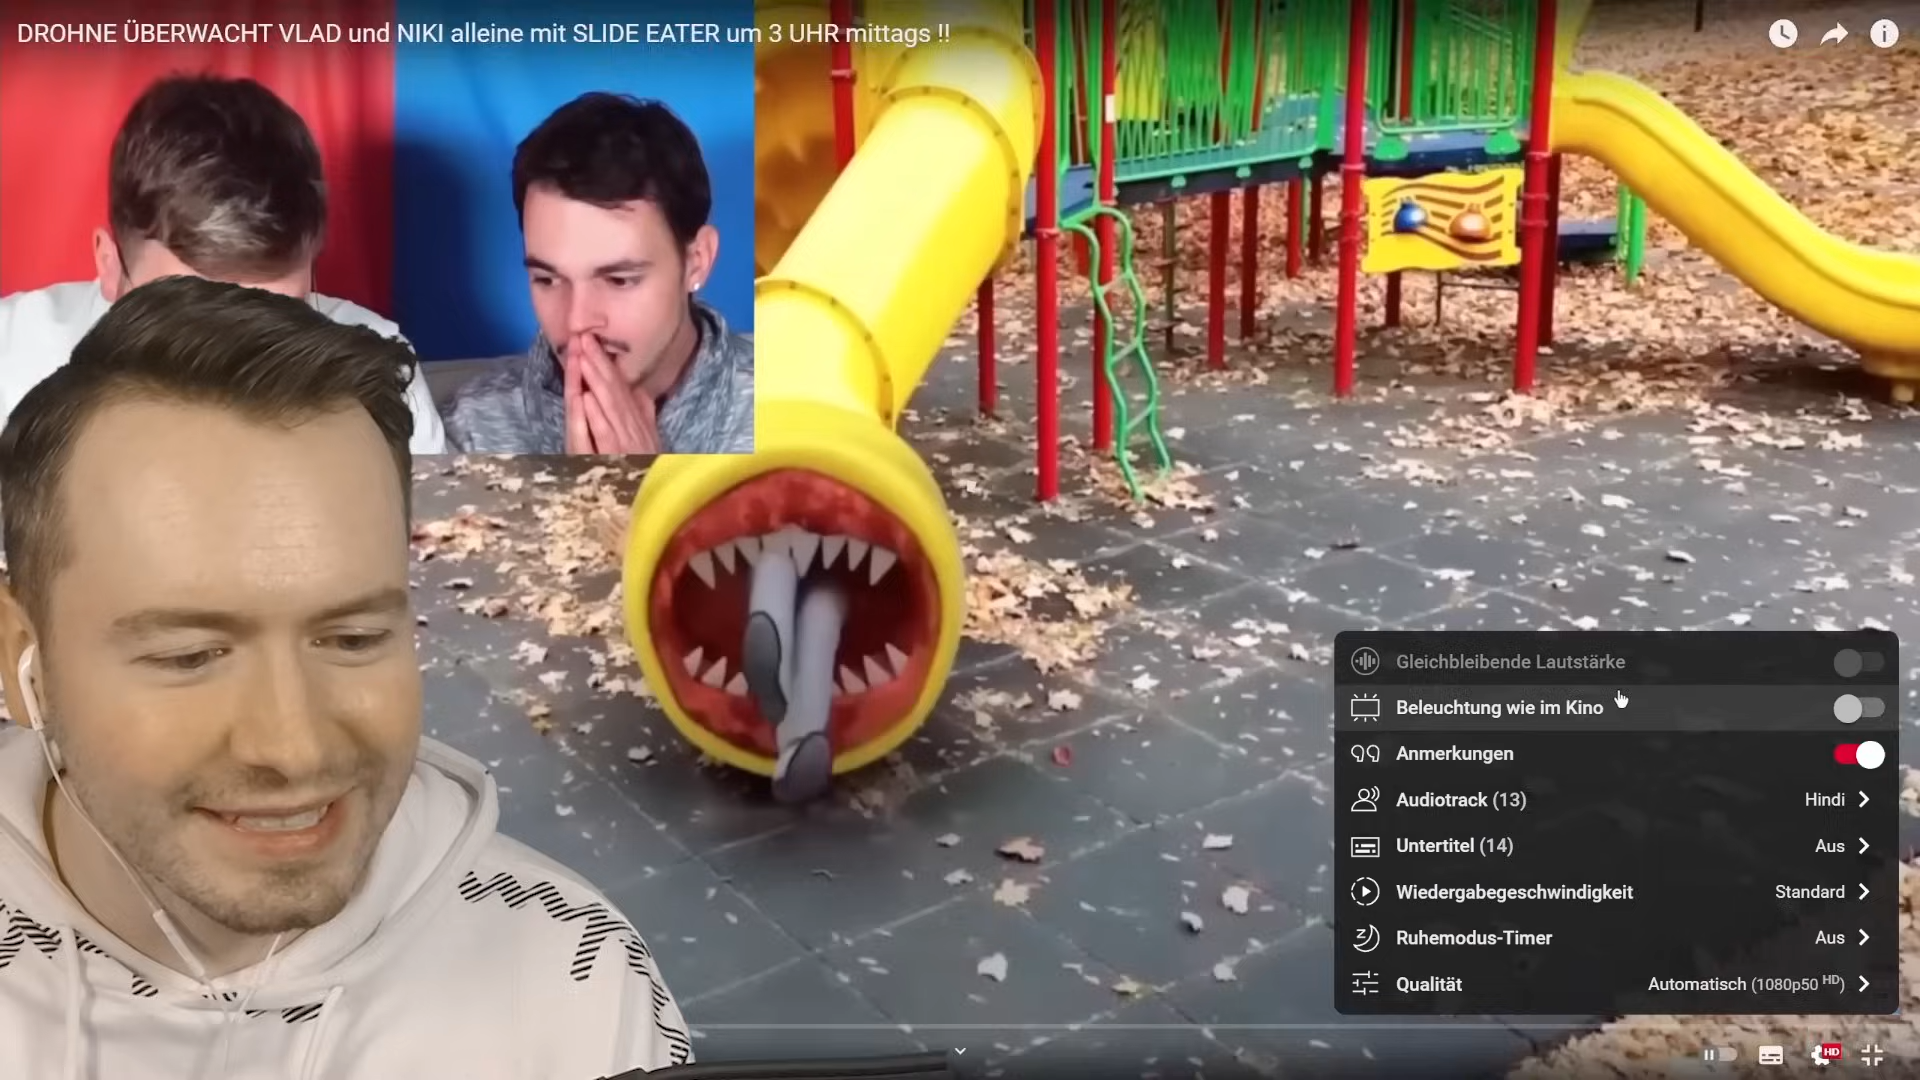 DROHNE ÜBERWACHT VLAD und NIKI alleine mit SLIDE EATER um 3 UHR mittags !!
Gleichbleibende Lautstärke
Beleuchtung wie im Kino
Anmerkungen
Audiotrack (13) Hindi
Untertitel (14) Aus
Wiedergabegeschwindigkeit Standard
Ruhemodus-Timer Aus
Qualität Automatisch (1080p50 HD)
HD